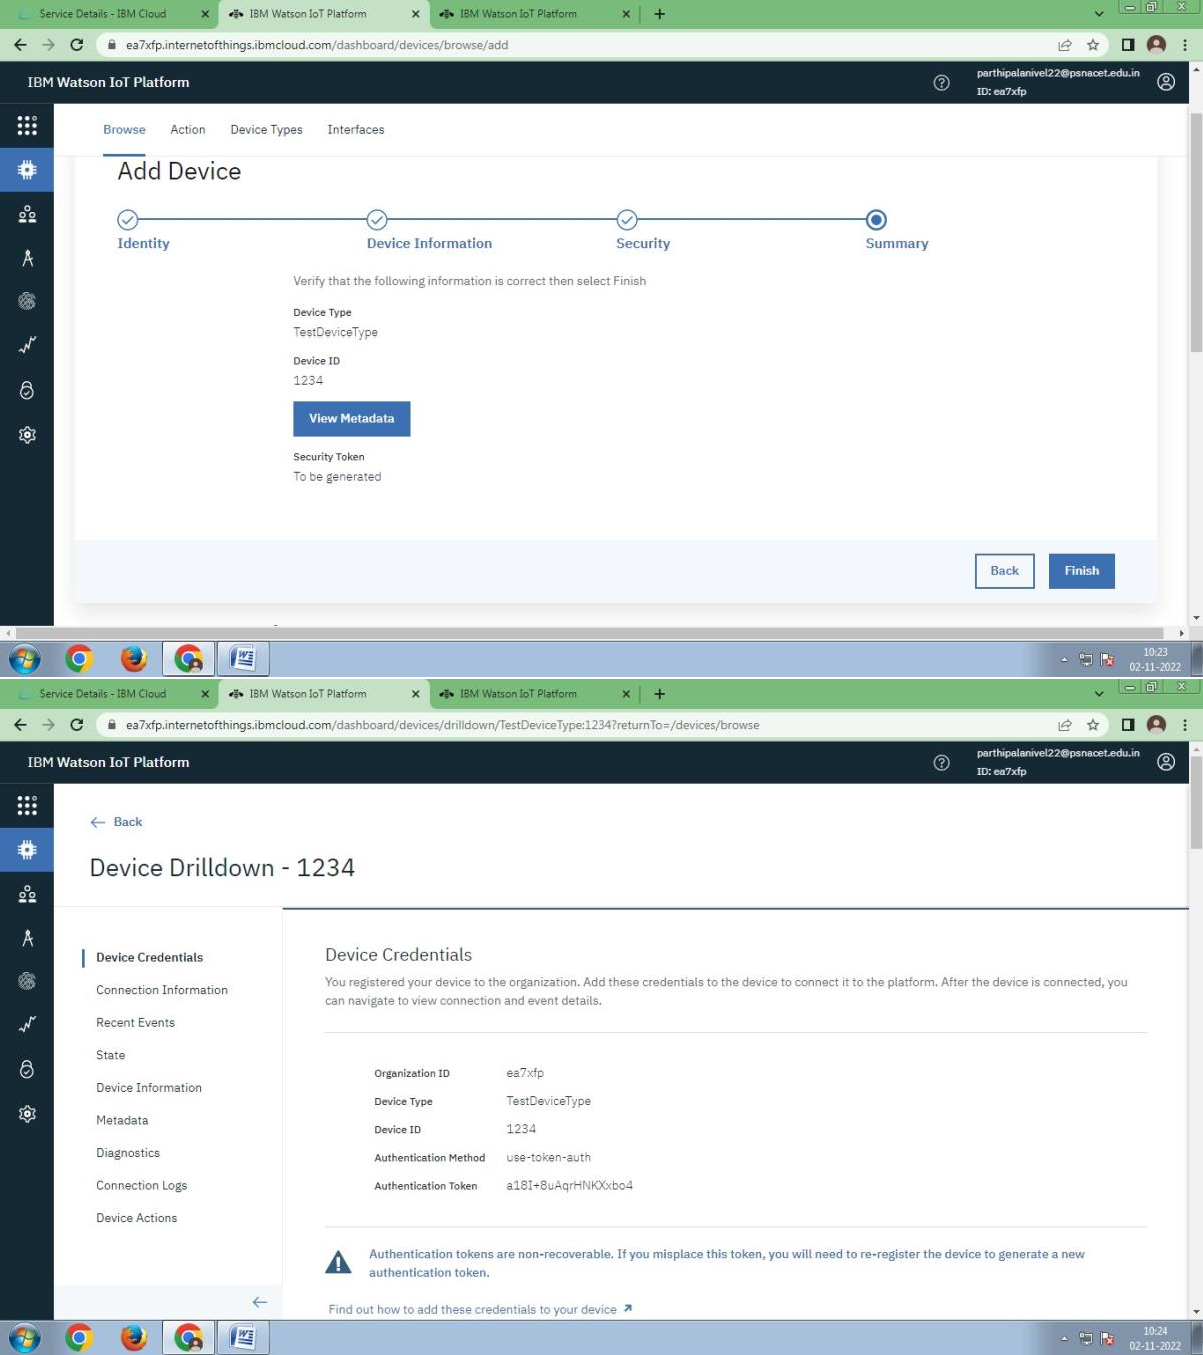 Service Details - IBM Cloud IBM Watson IoT Platform IBM Watson IoT Platform
ea7xfp.internetofthings.ibmcloud.com/dashboard/devices/browse/add
IBM Watson IoT Platform
parthipalanivel22@psnacet.edu.in
ID: ea7xfp
Browse Action Device Types Interfaces
Add Device
Identity Device Information Security Summary
Verify that the following information is correct then select Finish
Device Type
TestDeviceType
Device ID
1234
View Metadata
Security Token
To be generated
Back Finish
10:23
02-11-2022
Service Details - IBM Cloud IBM Watson IoT Platform IBM Watson IoT Platform
ea7xfp.internetofthings.ibmcloud.com/dashboard/devices/drilldown/TestDeviceType:1234?returnTo=/devices/browse
IBM Watson IoT Platform
parthipalanivel22@psnacet.edu.in
ID: ea7xfp
Back
Device Drilldown - 1234
Device Credentials
Connection Information
Recent Events
State
Device Information
Metadata
Diagnostics
Connection Logs
Device Actions
Device Credentials
You registered your device to the organization. Add these credentials to the device to connect it to the platform. After the device is connected, you
can navigate to view connection and event details.
Organization ID ea7xfp
Device Type TestDeviceType
Device ID 1234
Authentication Method use-token-auth
Authentication Token a18I+8uAqrHNKXxbo4
Authentication tokens are non-recoverable. If you misplace this token, you will need to re-register the device to generate a new
authentication token.
Find out how to add these credentials to your device
10:24
02-11-2022